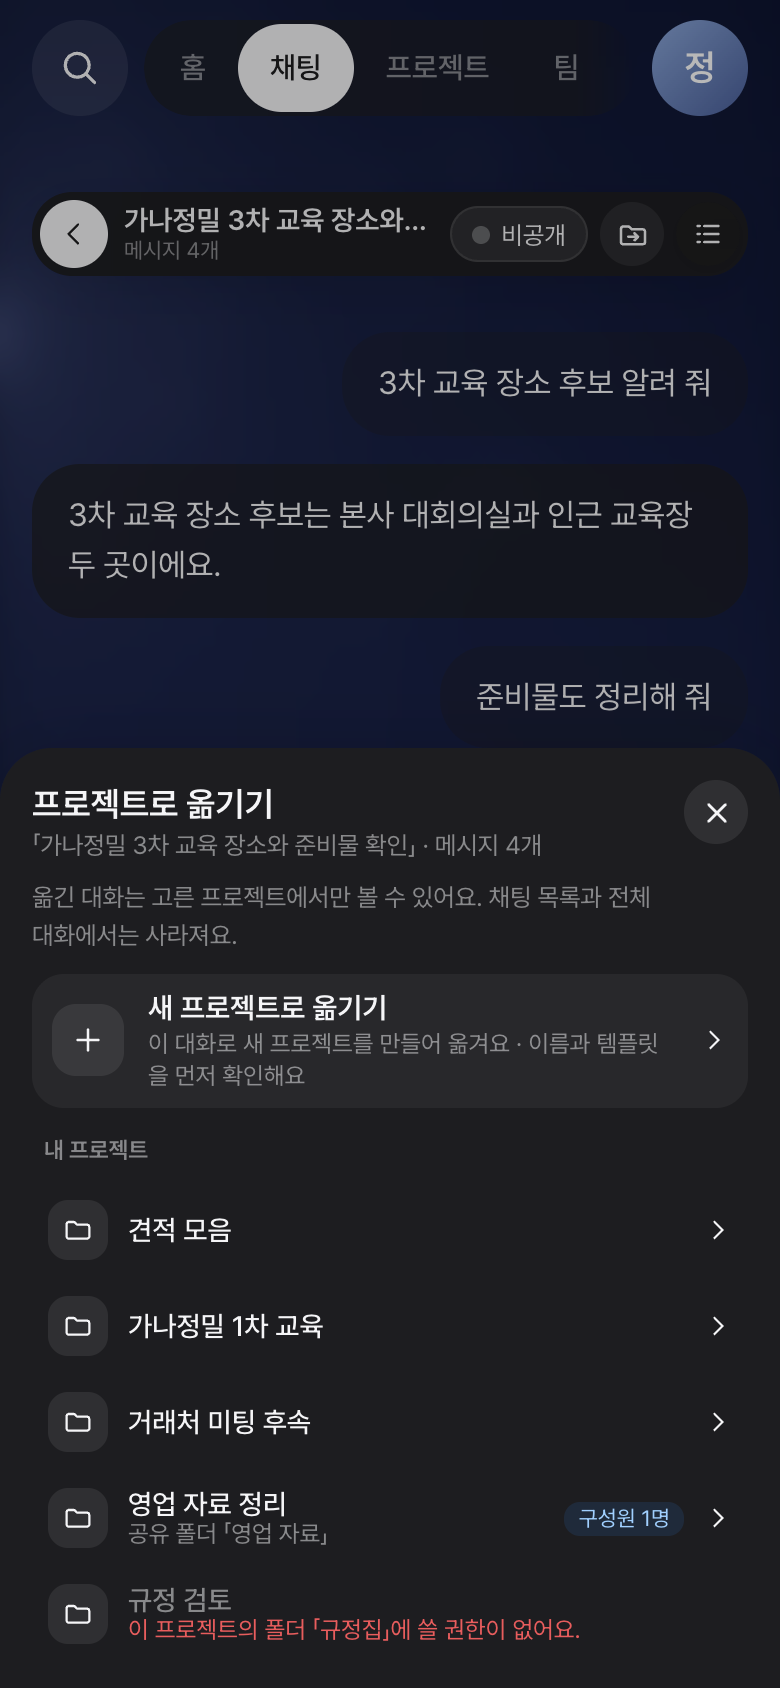 홈
채팅
프로젝트
팀
정
가나정밀 3차 교육 장소와...
메시지 4개
비공개
3차 교육 장소 후보 알려 줘
3차 교육 장소 후보는 본사 대회의실과 인근 교육장
두 곳이에요.
준비물도 정리해 줘
프로젝트로 옮기기
「가나정밀 3차 교육 장소와 준비물 확인」 · 메시지 4개
옮긴 대화는 고른 프로젝트에서만 볼 수 있어요. 채팅 목록과 전체
대화에서는 사라져요.
새 프로젝트로 옮기기
이 대화로 새 프로젝트를 만들어 옮겨요 · 이름과 템플릿
을 먼저 확인해요
내 프로젝트
견적 모음
가나정밀 1차 교육
거래처 미팅 후속
영업 자료 정리
공유 폴더 「영업 자료」
구성원 1명
규정 검토
이 프로젝트의 폴더 「규정집」에 쓸 권한이 없어요.